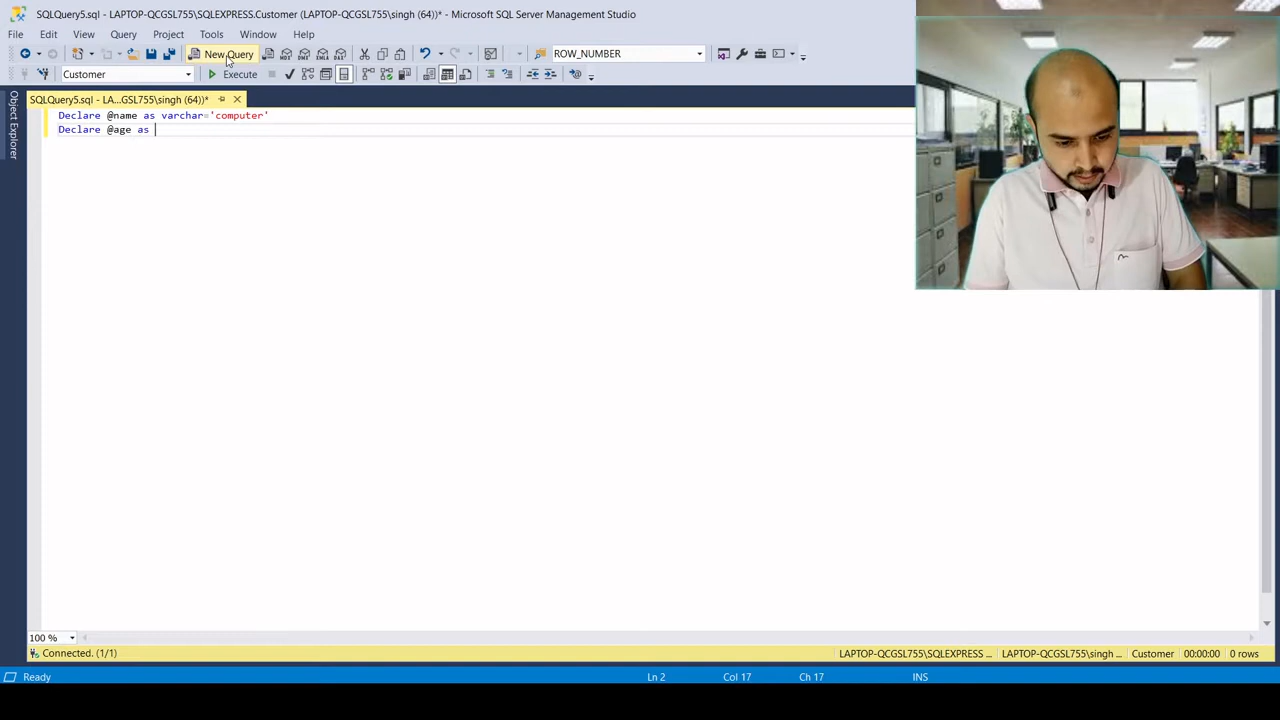 SQLQuery5.sql - LAPTOP-QCGSL755\SQLEXPRESS.Customer (LAPTOP-QCGSL755\singh (64))* - Microsoft SQL Server Management Studio
File Edit View Query Project Tools Window Help
New Query ROW_NUMBER
Customer Execute
SQLQuery5.sql - LA...GSL755\singh (64))*
Object Explorer
Declare @name as varchar='computer'
Declare @age as
100 %
Connected. (1/1) LAPTOP-QCGSL755\SQLEXPRESS ... LAPTOP-QCGSL755\singh ... Customer 00:00:00 0 rows
Ready Ln 2 Col 17 Ch 17 INS